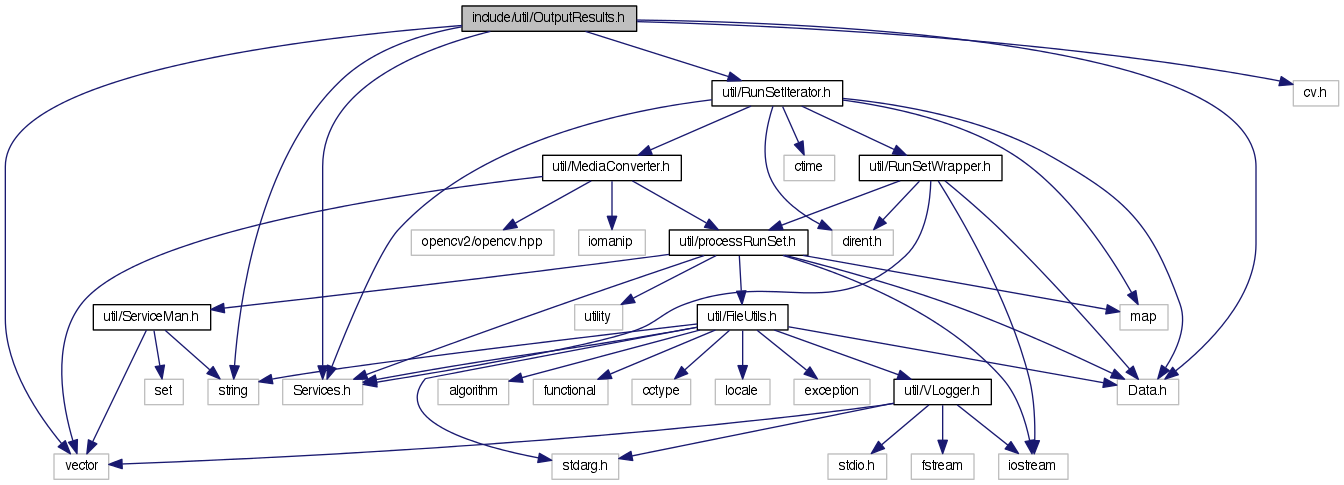 include/util/OutputResults.h
util/RunSetIterator.h
cv.h
util/MediaConverter.h
ctime
util/RunSetWrapper.h
opencv2/opencv.hpp
iomanip
util/processRunSet.h
dirent.h
util/ServiceMan.h
utility
util/FileUtils.h
map
set
string
Services.h
algorithm
functional
cctype
locale
exception
util/VLogger.h
Data.h
vector
stdarg.h
stdio.h
fstream
iostream